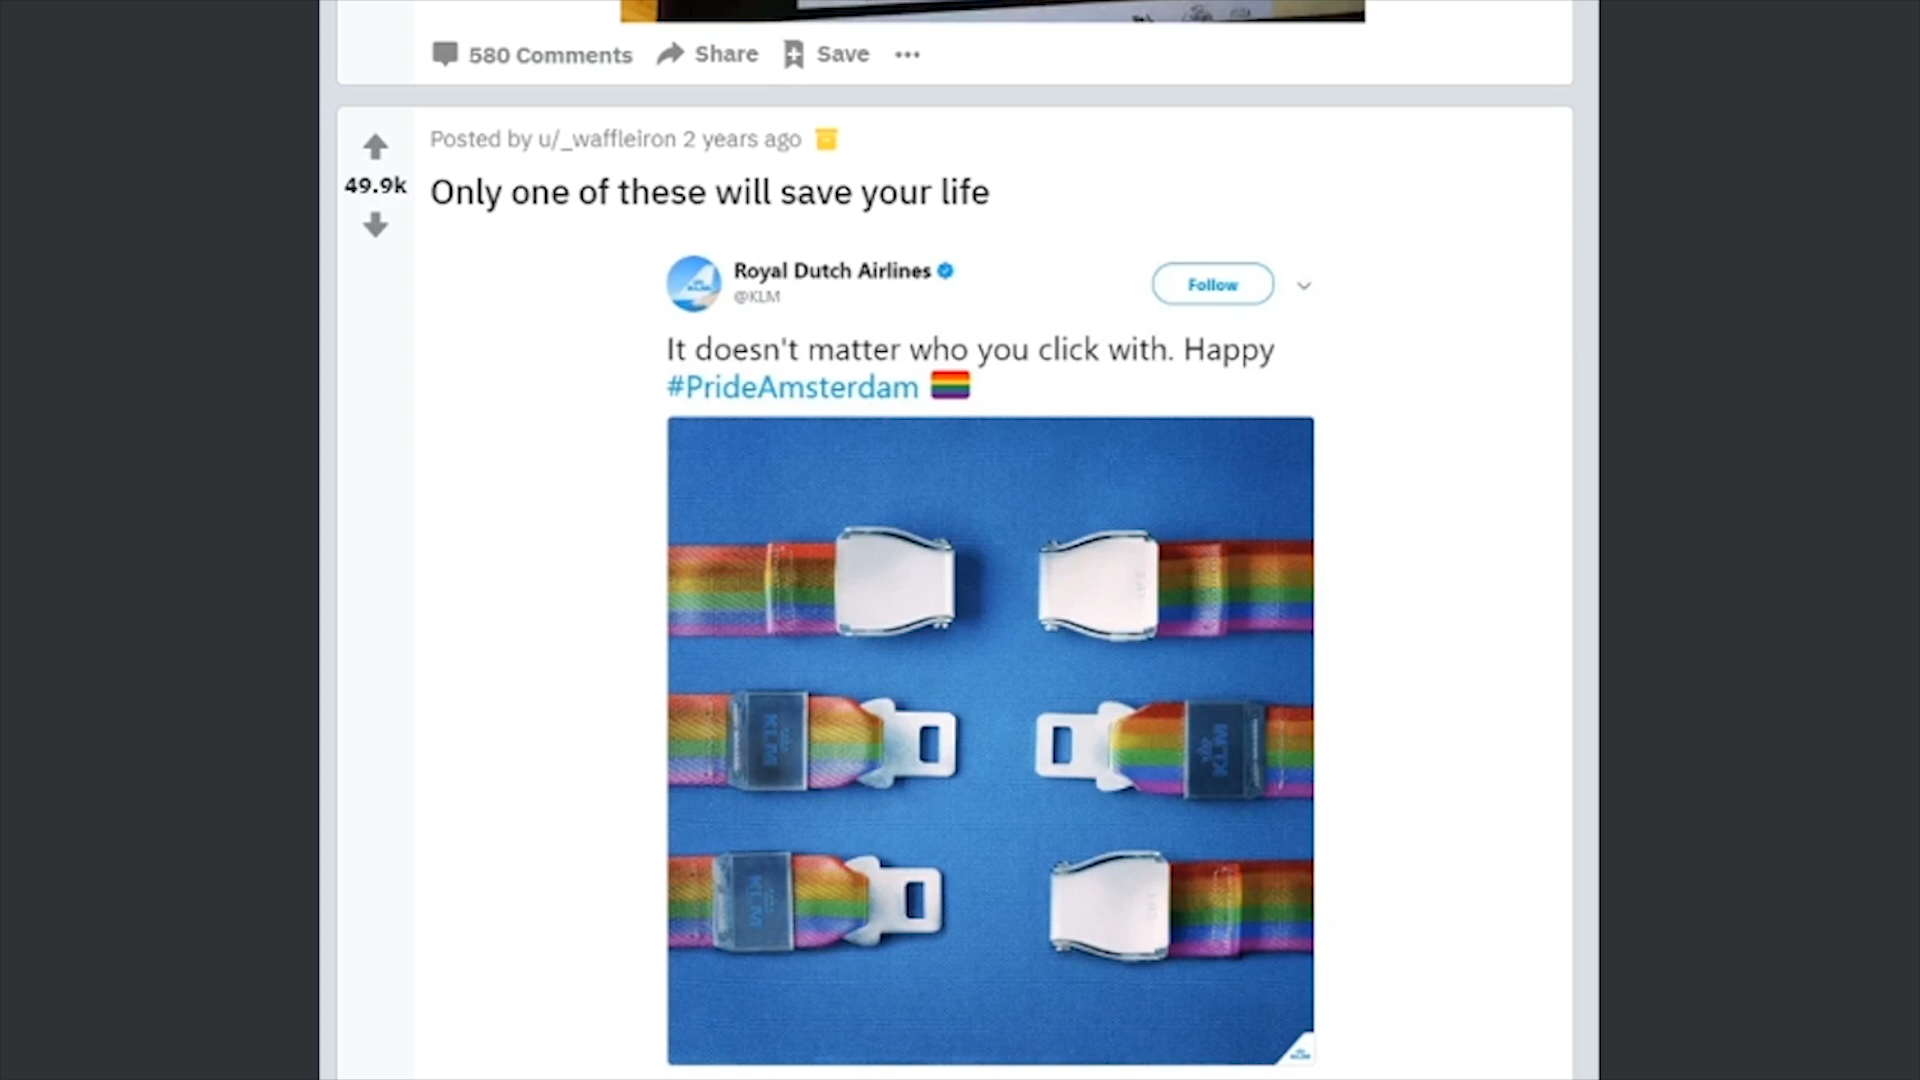 580 Comments Share Save
Posted by u/_waffleiron 2 years ago
49.9k
Only one of these will save your life
Royal Dutch Airlines
@KLM
Follow
It doesn't matter who you click with. Happy
#PrideAmsterdam
KLM
KLM
KLM
KLM